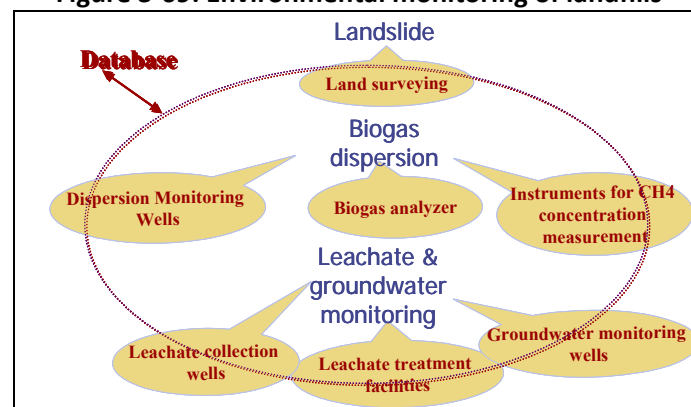 Landslide
Database
Land surveying
Biogas
dispersion
Dispersion Monitoring
Wells
Biogas analyzer
Instruments for CH4
concentration
measurement
Leachate &
groundwater
monitoring
Leachate collection
wells
Leachate treatment
facilities
Groundwater monitoring
wells